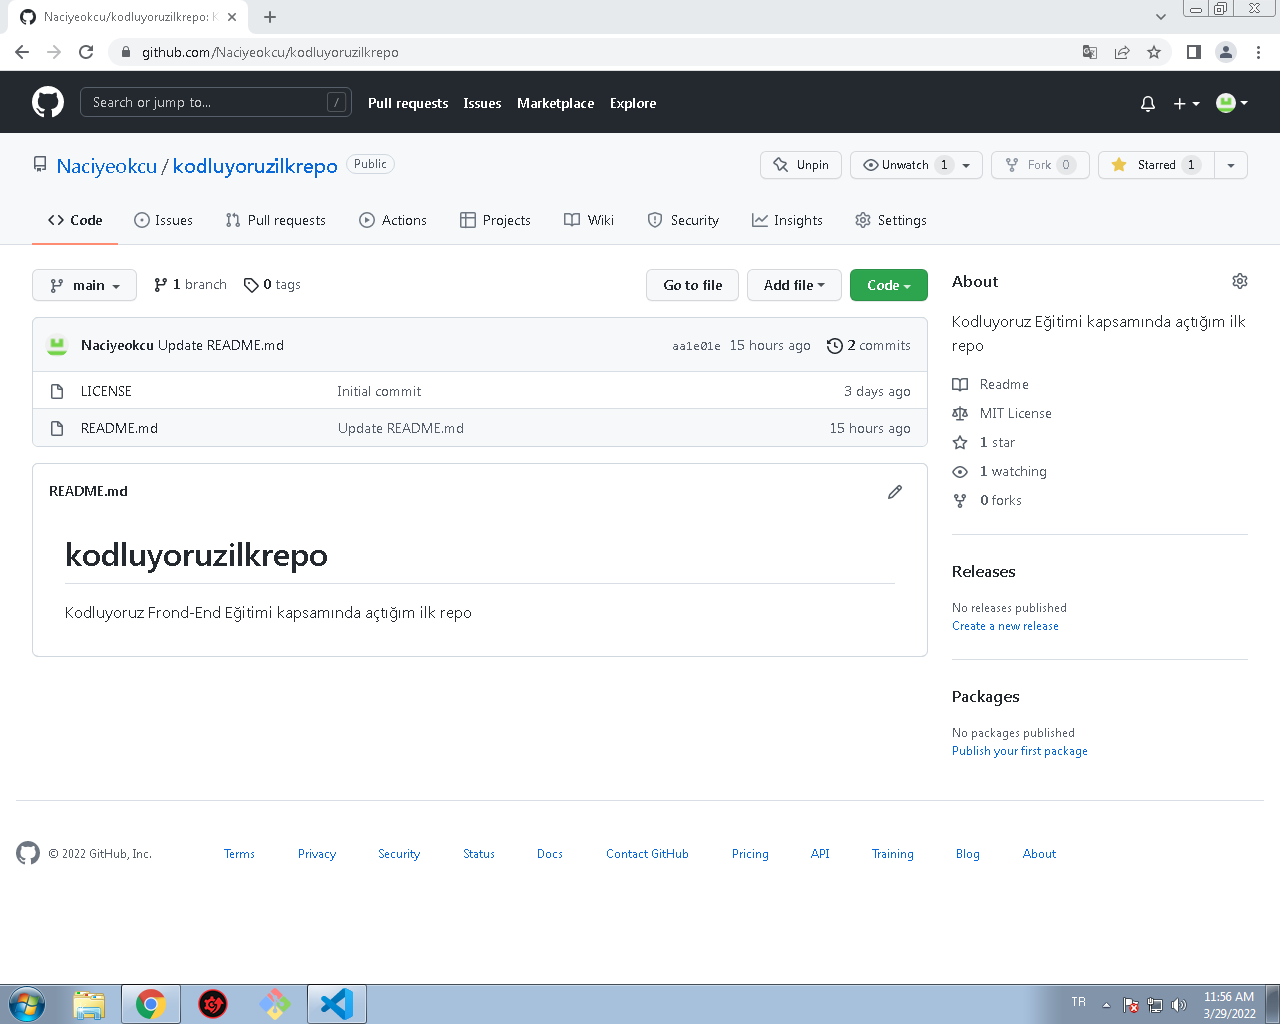 Naciyeokcu/kodluyoruzilkrepo: K
github.com/Naciyeokcu/kodluyoruzilkrepo
Search or jump to... /
Pull requests Issues Marketplace Explore
Naciyeokcu / kodluyoruzilkrepo Public
Unpin Unwatch 1 Fork 0 Starred 1
Code Issues Pull requests Actions Projects Wiki Security Insights Settings
main 1 branch 0 tags Go to file Add file Code
Naciyeokcu Update README.md aa1e01e 15 hours ago 2 commits
LICENSE Initial commit 3 days ago
README.md Update README.md 15 hours ago
README.md
kodluyoruzilkrepo
Kodluyoruz Frond-End Eğitimi kapsamında açtığım ilk repo
About
Kodluyoruz Eğitimi kapsamında açtığım ilk
repo
Readme
MIT License
1 star
1 watching
0 forks
Releases
No releases published
Create a new release
Packages
No packages published
Publish your first package
© 2022 GitHub, Inc. Terms Privacy Security Status Docs Contact GitHub Pricing API Training Blog About
TR 11:56 AM
3/29/2022